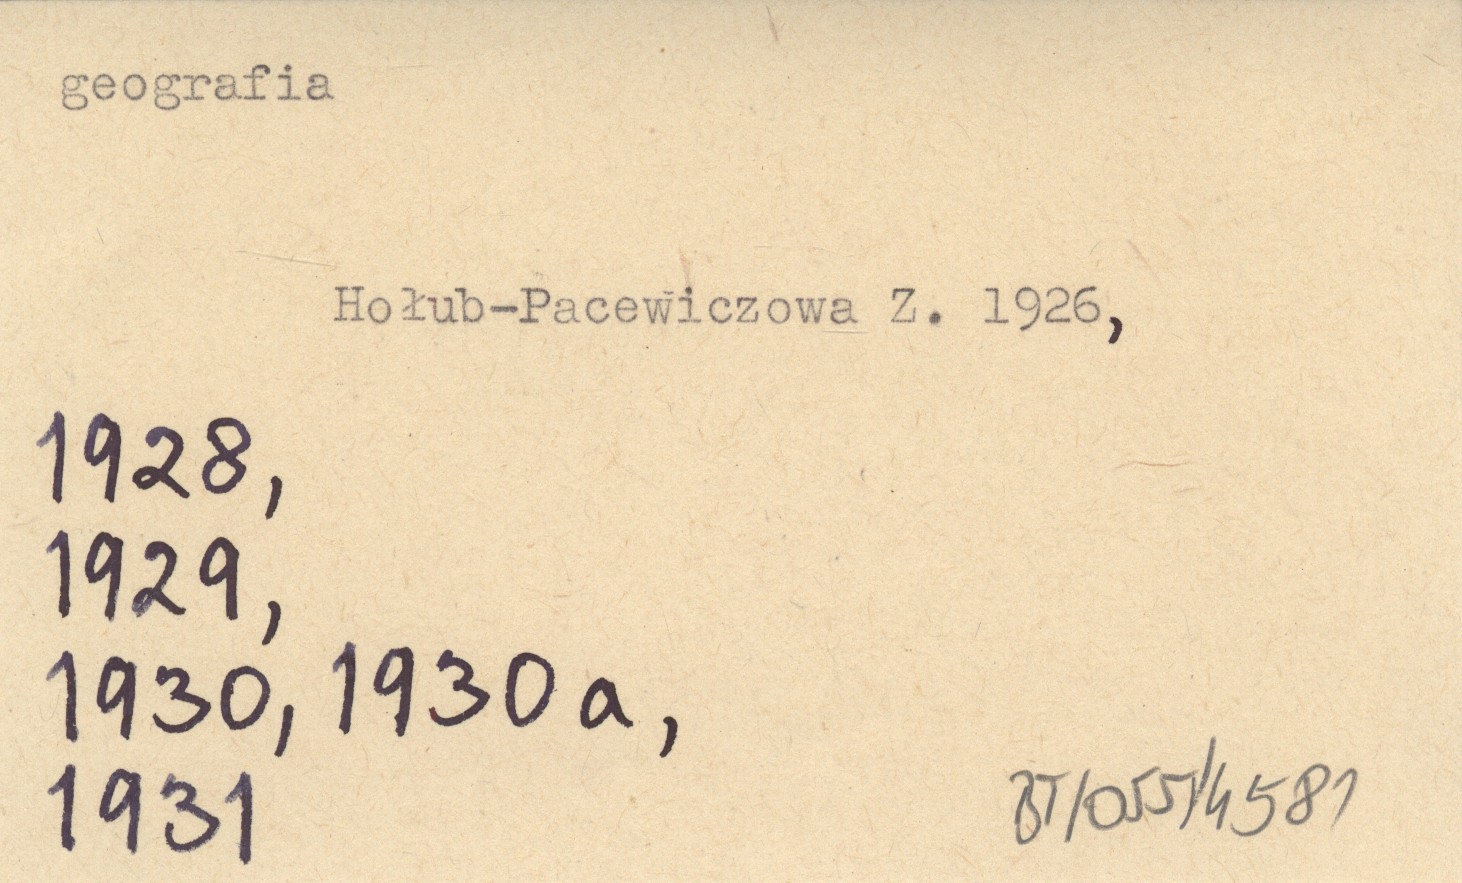 geografia
Hołub-Pacewiczowa Z. 1926,
1928,
1929,
1930, 1930a,
1931
BT/055/4581